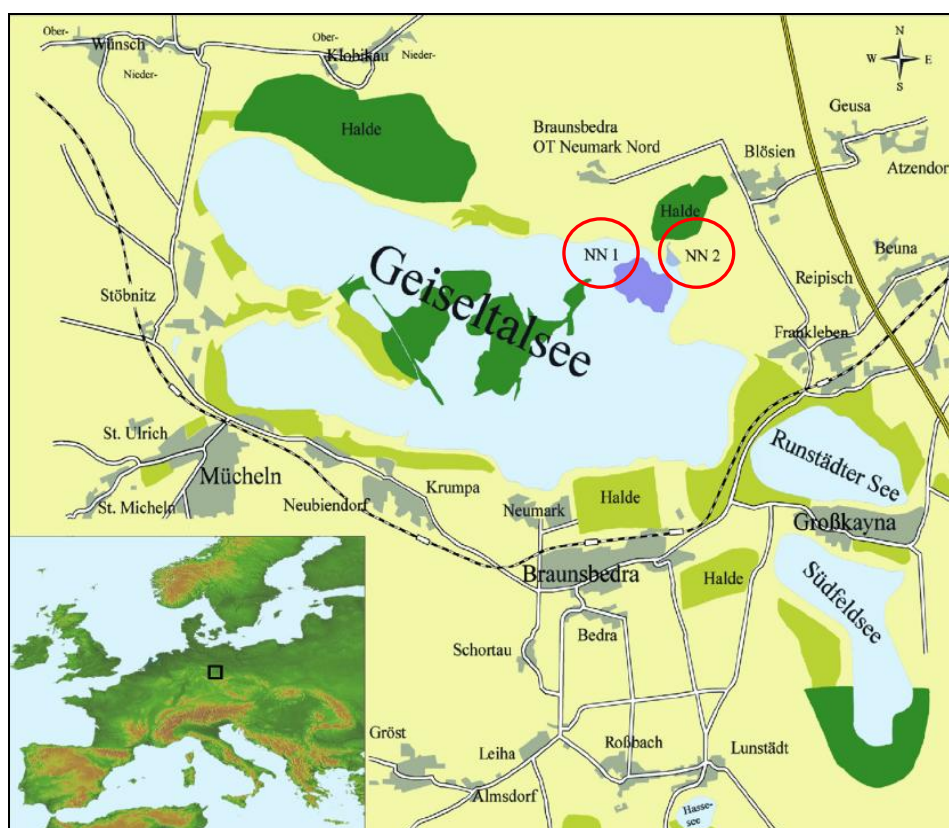 Ober-
Wünsch
Nieder-
Ober-
Klobikau
Nieder-
N
W E
S
Halde
Braunsbedra
OT Neumark Nord
Geusa
Blösien
Atzendorf
Halde
NN 1
NN 2
Beuna
Reipisch
Stöbnitz
Geiseltalsee
Frankleben
St. Ulrich
Mücheln
St. Micheln
Neubiendorf
Krumpa
Neumark
Halde
Runstädter See
Großkayna
Braunsbedra
Halde
Südfeldsee
Bedra
Schortau
Gröst
Leiha
Roßbach
Lunstädt
Almsdorf
Hasse-
see